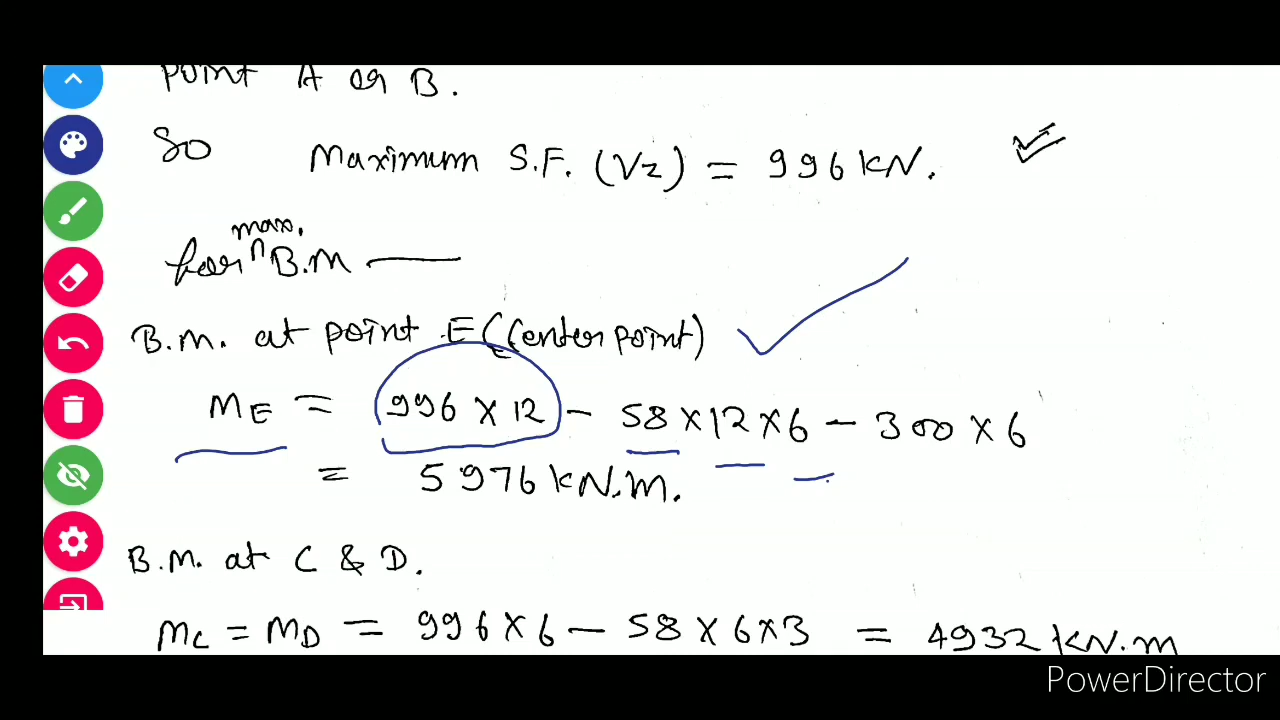 point A or B.
So Maximum S.F. (Vz) = 996 kN.
max.
for ^ B.M —
B.M. at point E (Center point)
ME = 996 × 12 - 58 × 12 × 6 - 300 × 6
= 5976 kN.m.
B.M. at C & D.
MC = MD = 996 × 6 - 58 × 6 × 3 = 4932 kN.m
PowerDirector